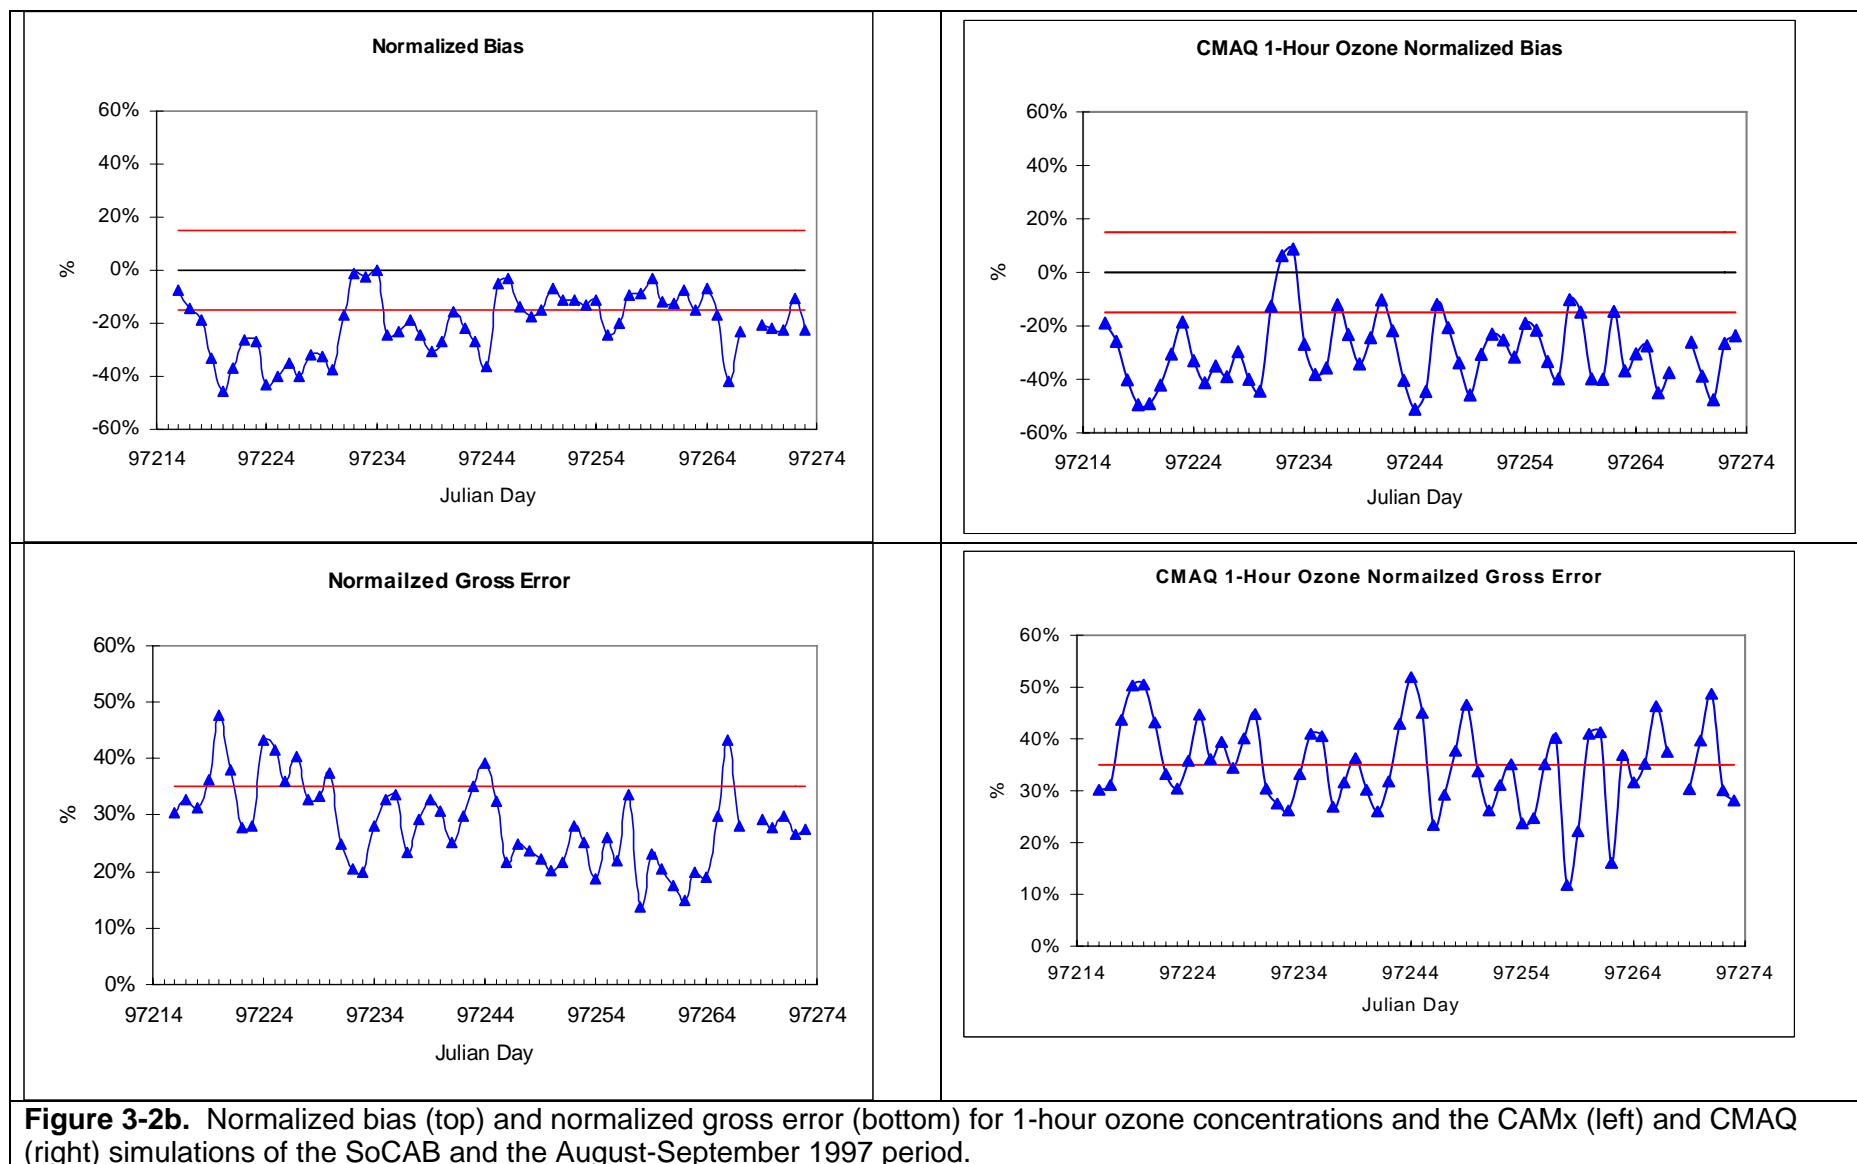 Normalized Bias
60%
40%
20%
0%
-20%
-40%
-60%
%
97214 97224 97234 97244 97254 97264 97274
Julian Day
CMAQ 1-Hour Ozone Normalized Bias
60%
40%
20%
0%
-20%
-40%
-60%
%
97214 97224 97234 97244 97254 97264 97274
Julian Day
Normailzed Gross Error
60%
50%
40%
30%
20%
10%
0%
%
97214 97224 97234 97244 97254 97264 97274
Julian Day
CMAQ 1-Hour Ozone Normailzed Gross Error
60%
50%
40%
30%
20%
10%
0%
%
97214 97224 97234 97244 97254 97264 97274
Julian Day
Figure 3-2b. Normalized bias (top) and normalized gross error (bottom) for 1-hour ozone concentrations and the CAMx (left) and CMAQ
(right) simulations of the SoCAB and the August-September 1997 period.